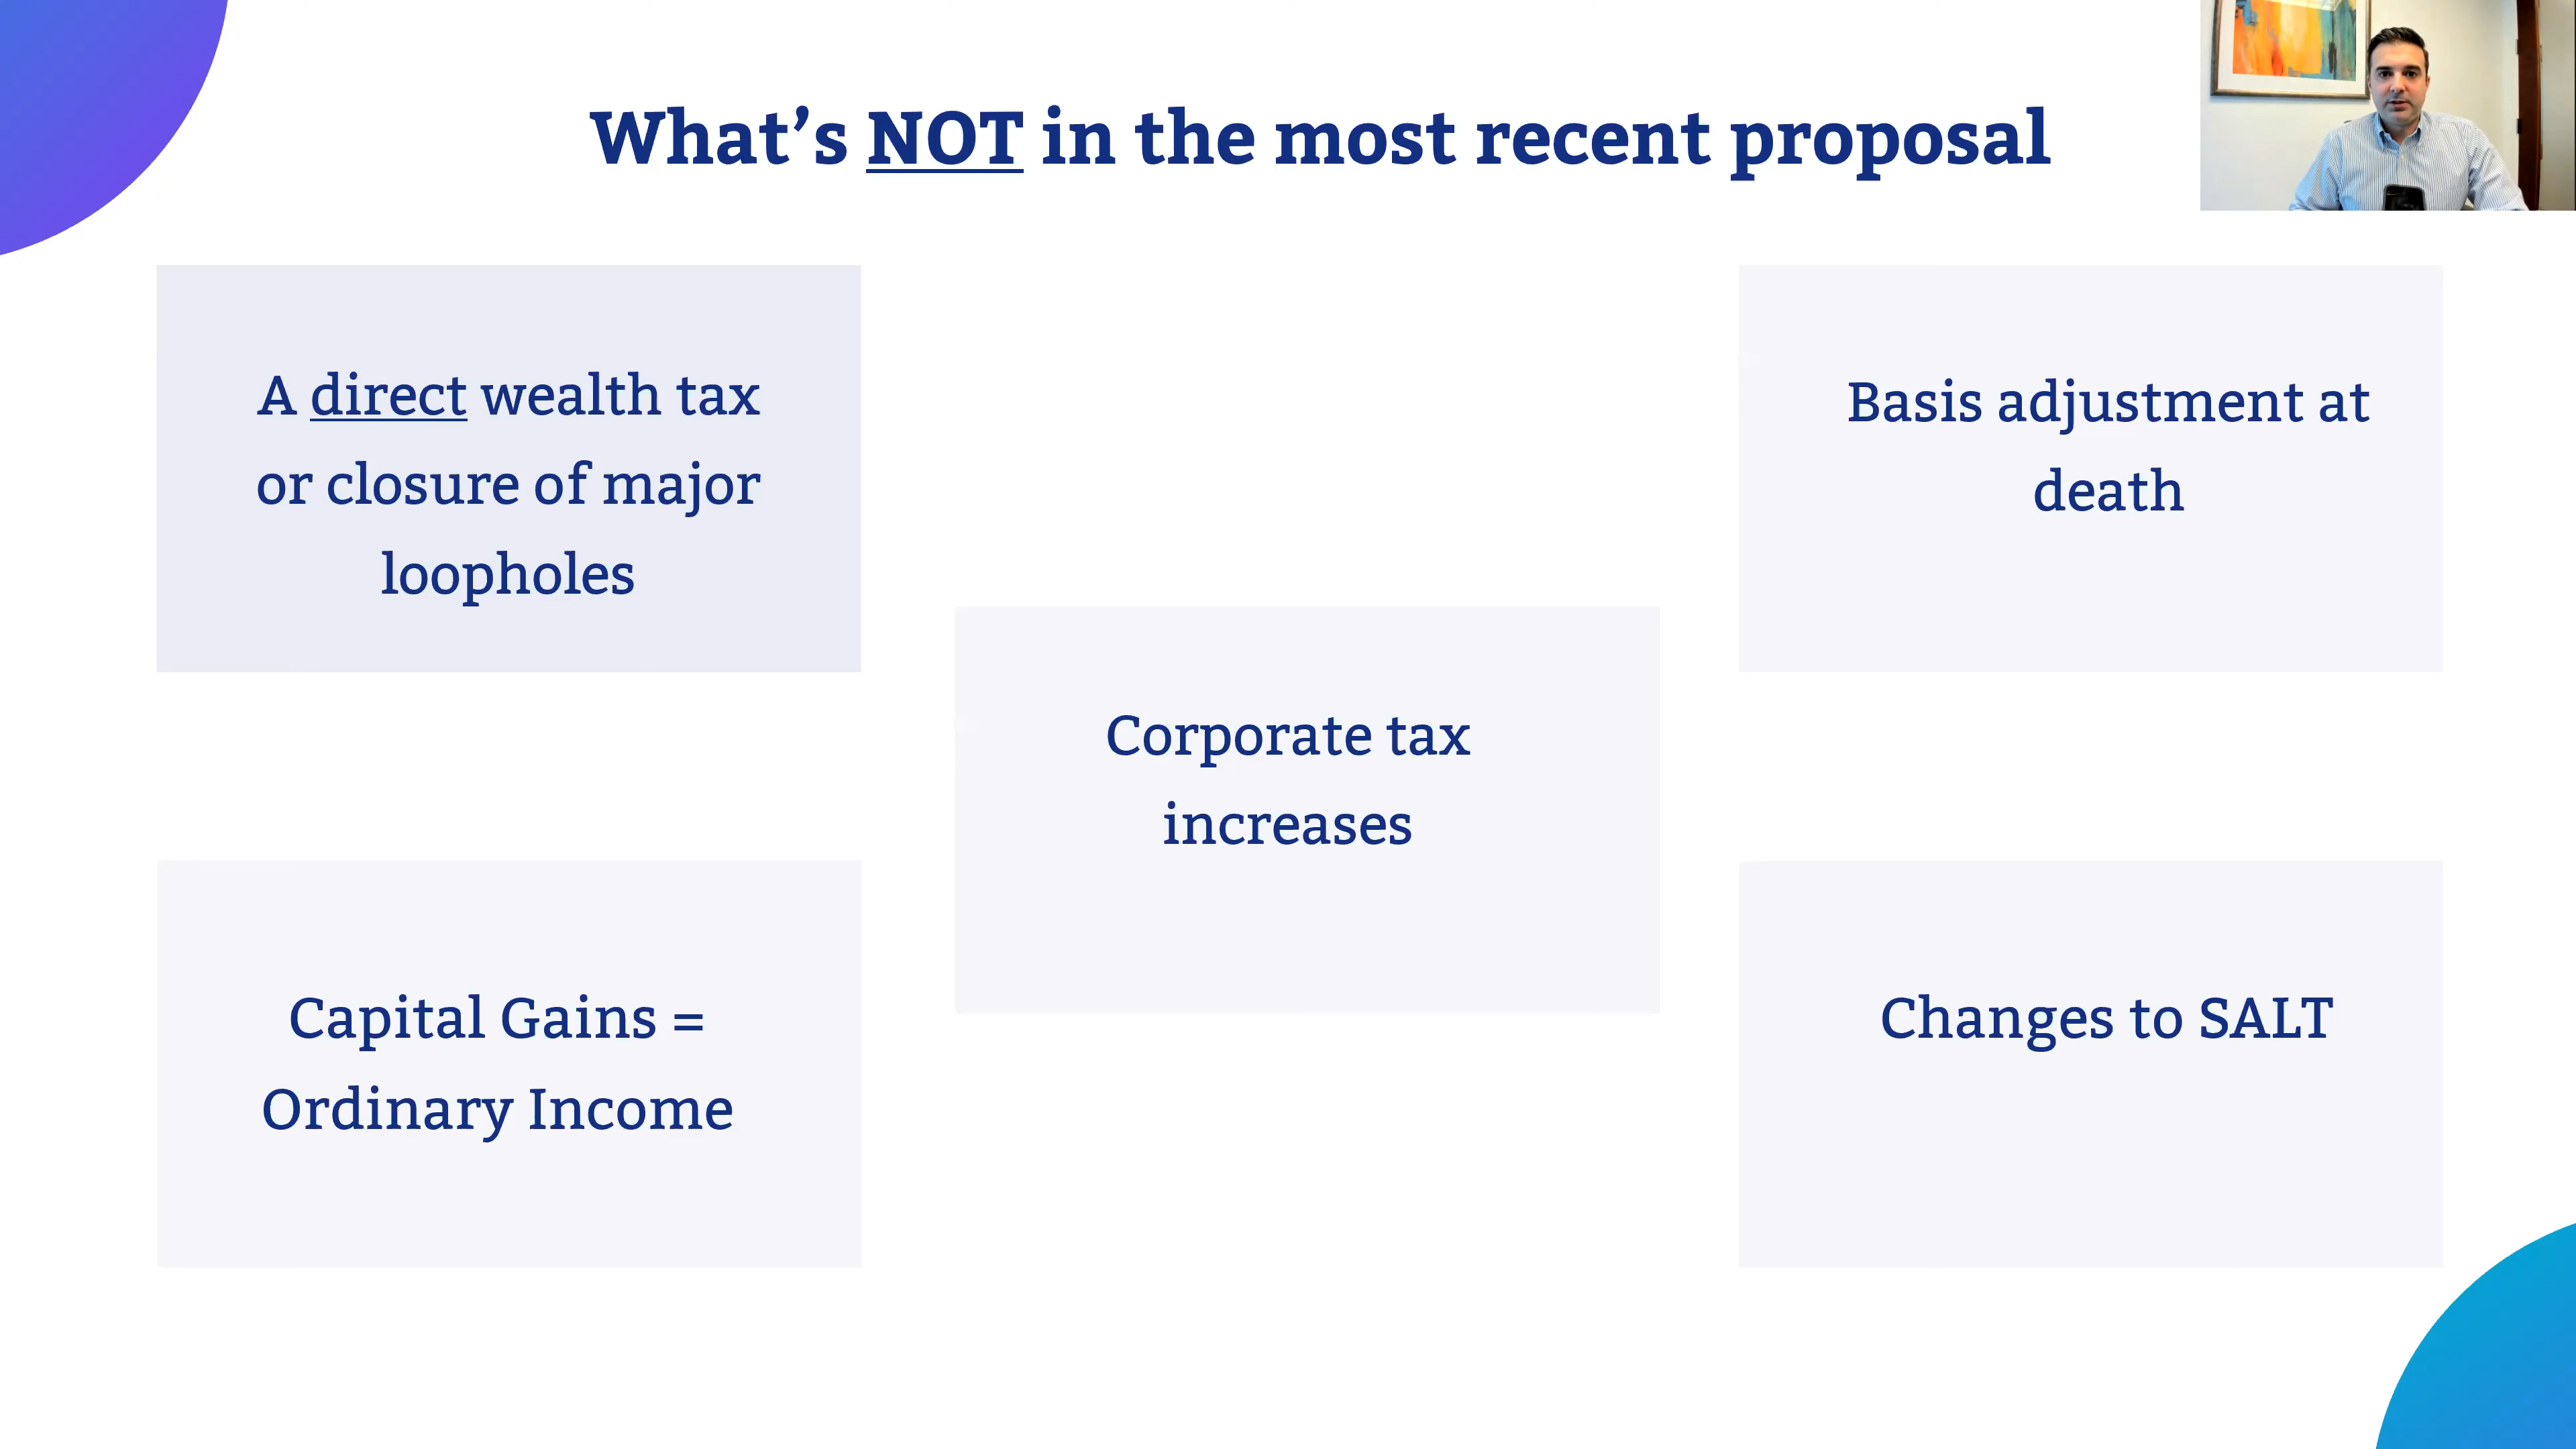 What’s NOT in the most recent proposal
A direct wealth tax
or closure of major
loopholes
Basis adjustment at
death
Corporate tax
increases
Capital Gains =
Ordinary Income
Changes to SALT